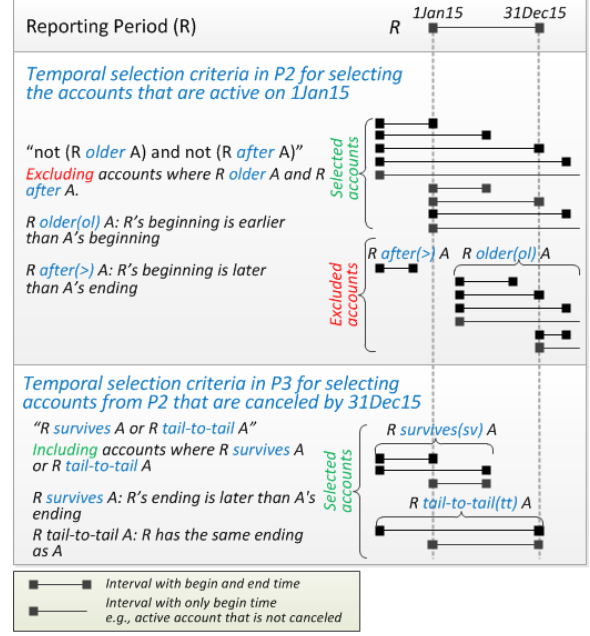 Reporting Period (R)
R
1Jan15
31Dec15
Temporal selection criteria in P2 for selecting
the accounts that are active on 1Jan15
“not (R older A) and not (R after A)”
Excluding accounts where R older A and R
after A.
R older(ol) A: R’s beginning is earlier
than A’s beginning
R after(>) A: R’s beginning is later
than A’s ending
Selected
accounts
R after(>) A
R older(ol) A
Excluded
accounts
Temporal selection criteria in P3 for selecting
accounts from P2 that are canceled by 31Dec15
“R survives A or R tail-to-tail A”
Including accounts where R survives A
or R tail-to-tail A
R survives A: R’s ending is later than A's
ending
R tail-to-tail A: R has the same ending
as A
Selected
accounts
R survives(sv) A
R tail-to-tail(tt) A
Interval with begin and end time
Interval with only begin time
e.g., active account that is not canceled